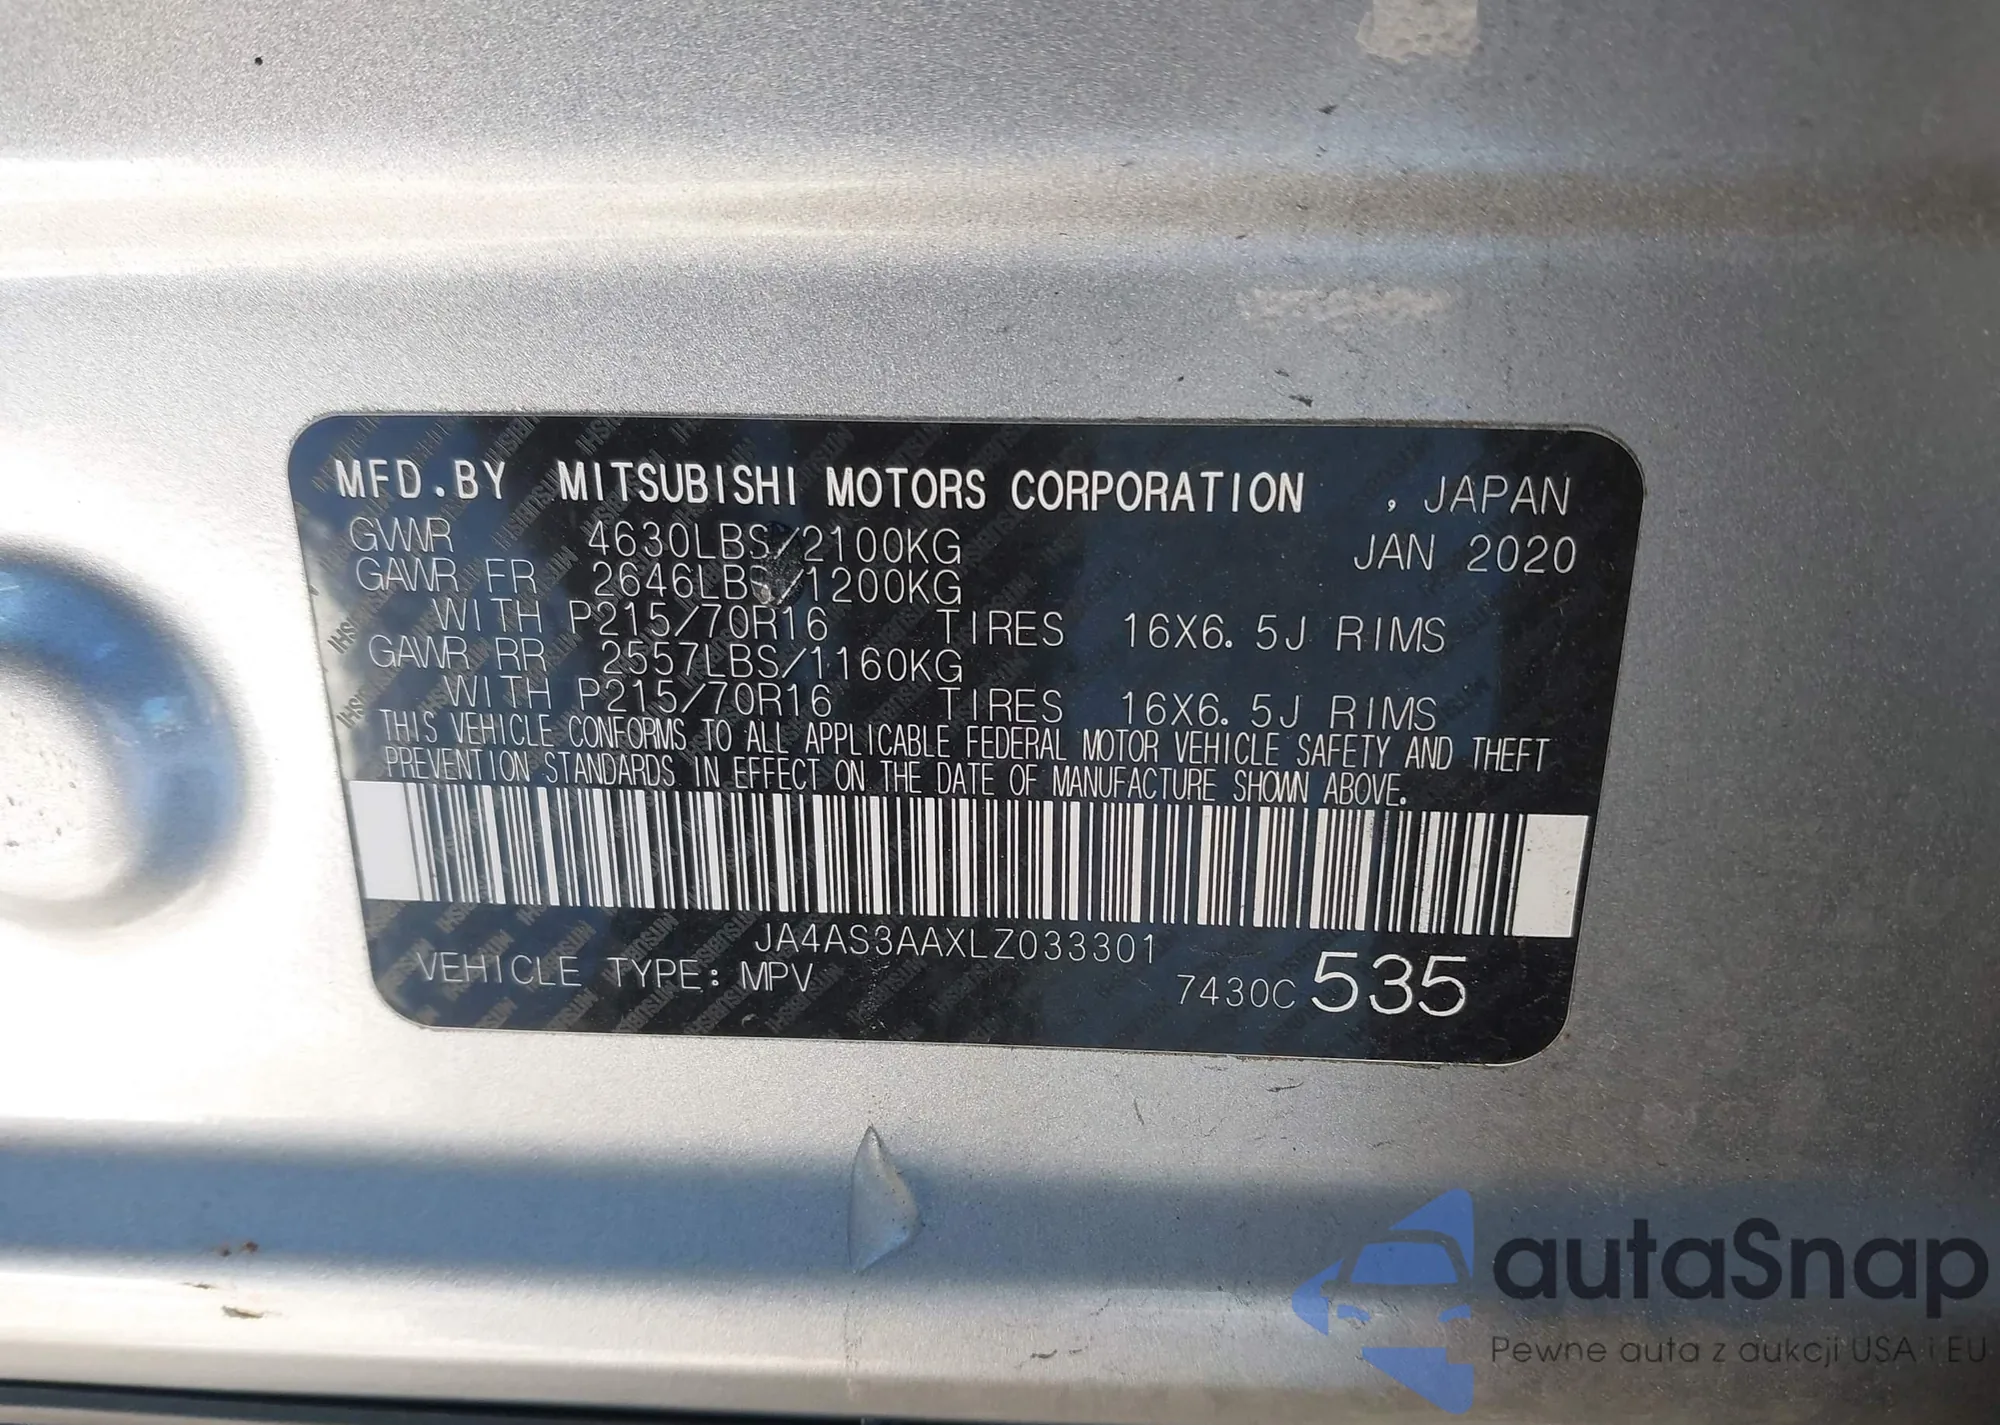 MFD.BY MITSUBISHI MOTORS CORPORATION , JAPAN
GVWR 4630LBS/2100KG JAN 2020
GAWR FR 2646LBS/1200KG
WITH P215/70R16 TIRES 16X6.5J RIMS
GAWR RR 2557LBS/1160KG
WITH P215/70R16 TIRES 16X6.5J RIMS
THIS VEHICLE CONFORMS TO ALL APPLICABLE FEDERAL MOTOR VEHICLE SAFETY AND THEFT
PREVENTION STANDARDS IN EFFECT ON THE DATE OF MANUFACTURE SHOWN ABOVE.
JA4AS3AAXLZ033301
VEHICLE TYPE: MPV 7430C 535
autaSnap
Pewne auta z aukcji USA i EU